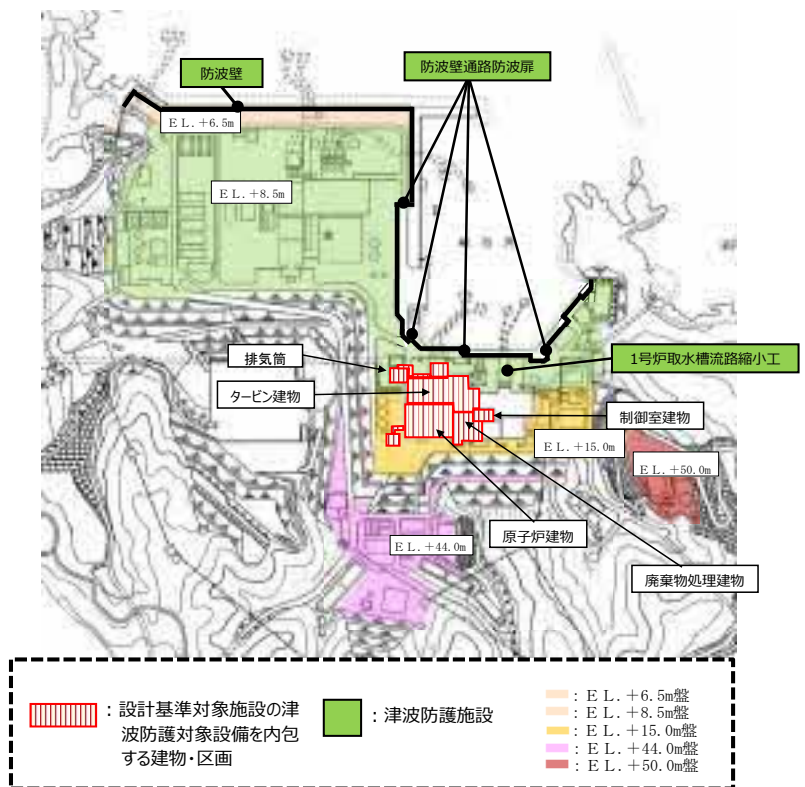 防波壁
防波壁通路防波扉
EL.+6.5m
EL.+8.5m
排気筒
1号炉取水槽流路縮小工
タービン建物
制御室建物
EL.+15.0m
EL.+50.0m
原子炉建物
EL.+44.0m
廃棄物処理建物
：設計基準対象施設の津
波防護対象設備を内包
する建物・区画
：津波防護施設
：EL.+6.5m盤
：EL.+8.5m盤
：EL.+15.0m盤
：EL.+44.0m盤
：EL.+50.0m盤